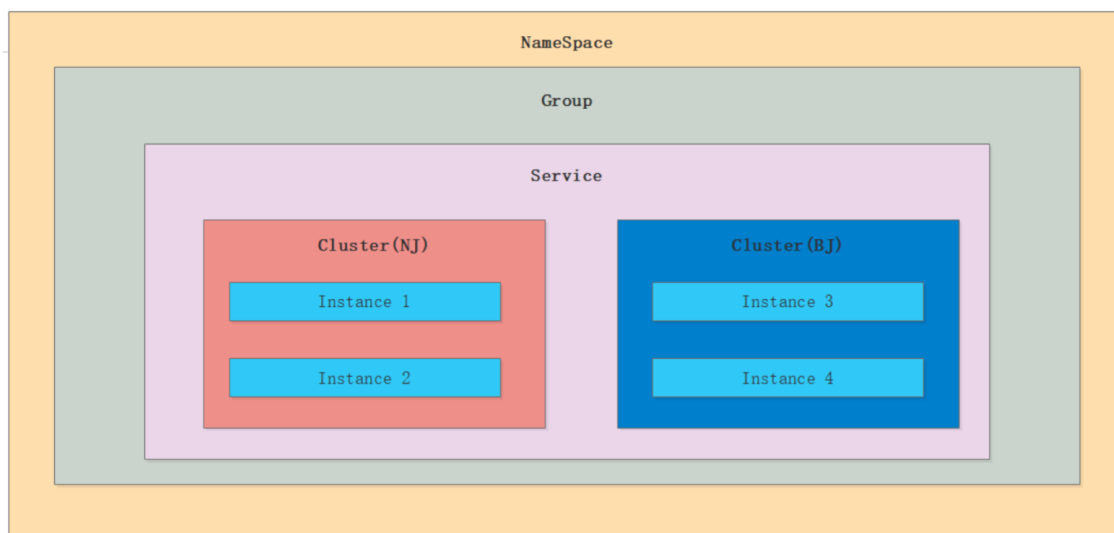 NameSpace
Group
Service
Cluster(NJ)
Instance 1
Instance 2
Cluster(BJ)
Instance 3
Instance 4